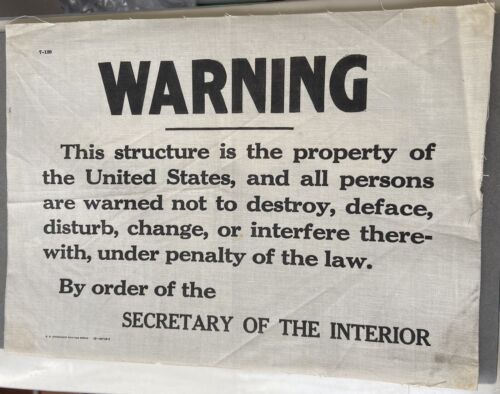 WARNING
This structure is the property of
the United States, and all persons
are warned not to destroy, deface,
disturb, change, or interfere there-
with, under penalty of the law.
By order of the
SECRETARY OF THE INTERIOR